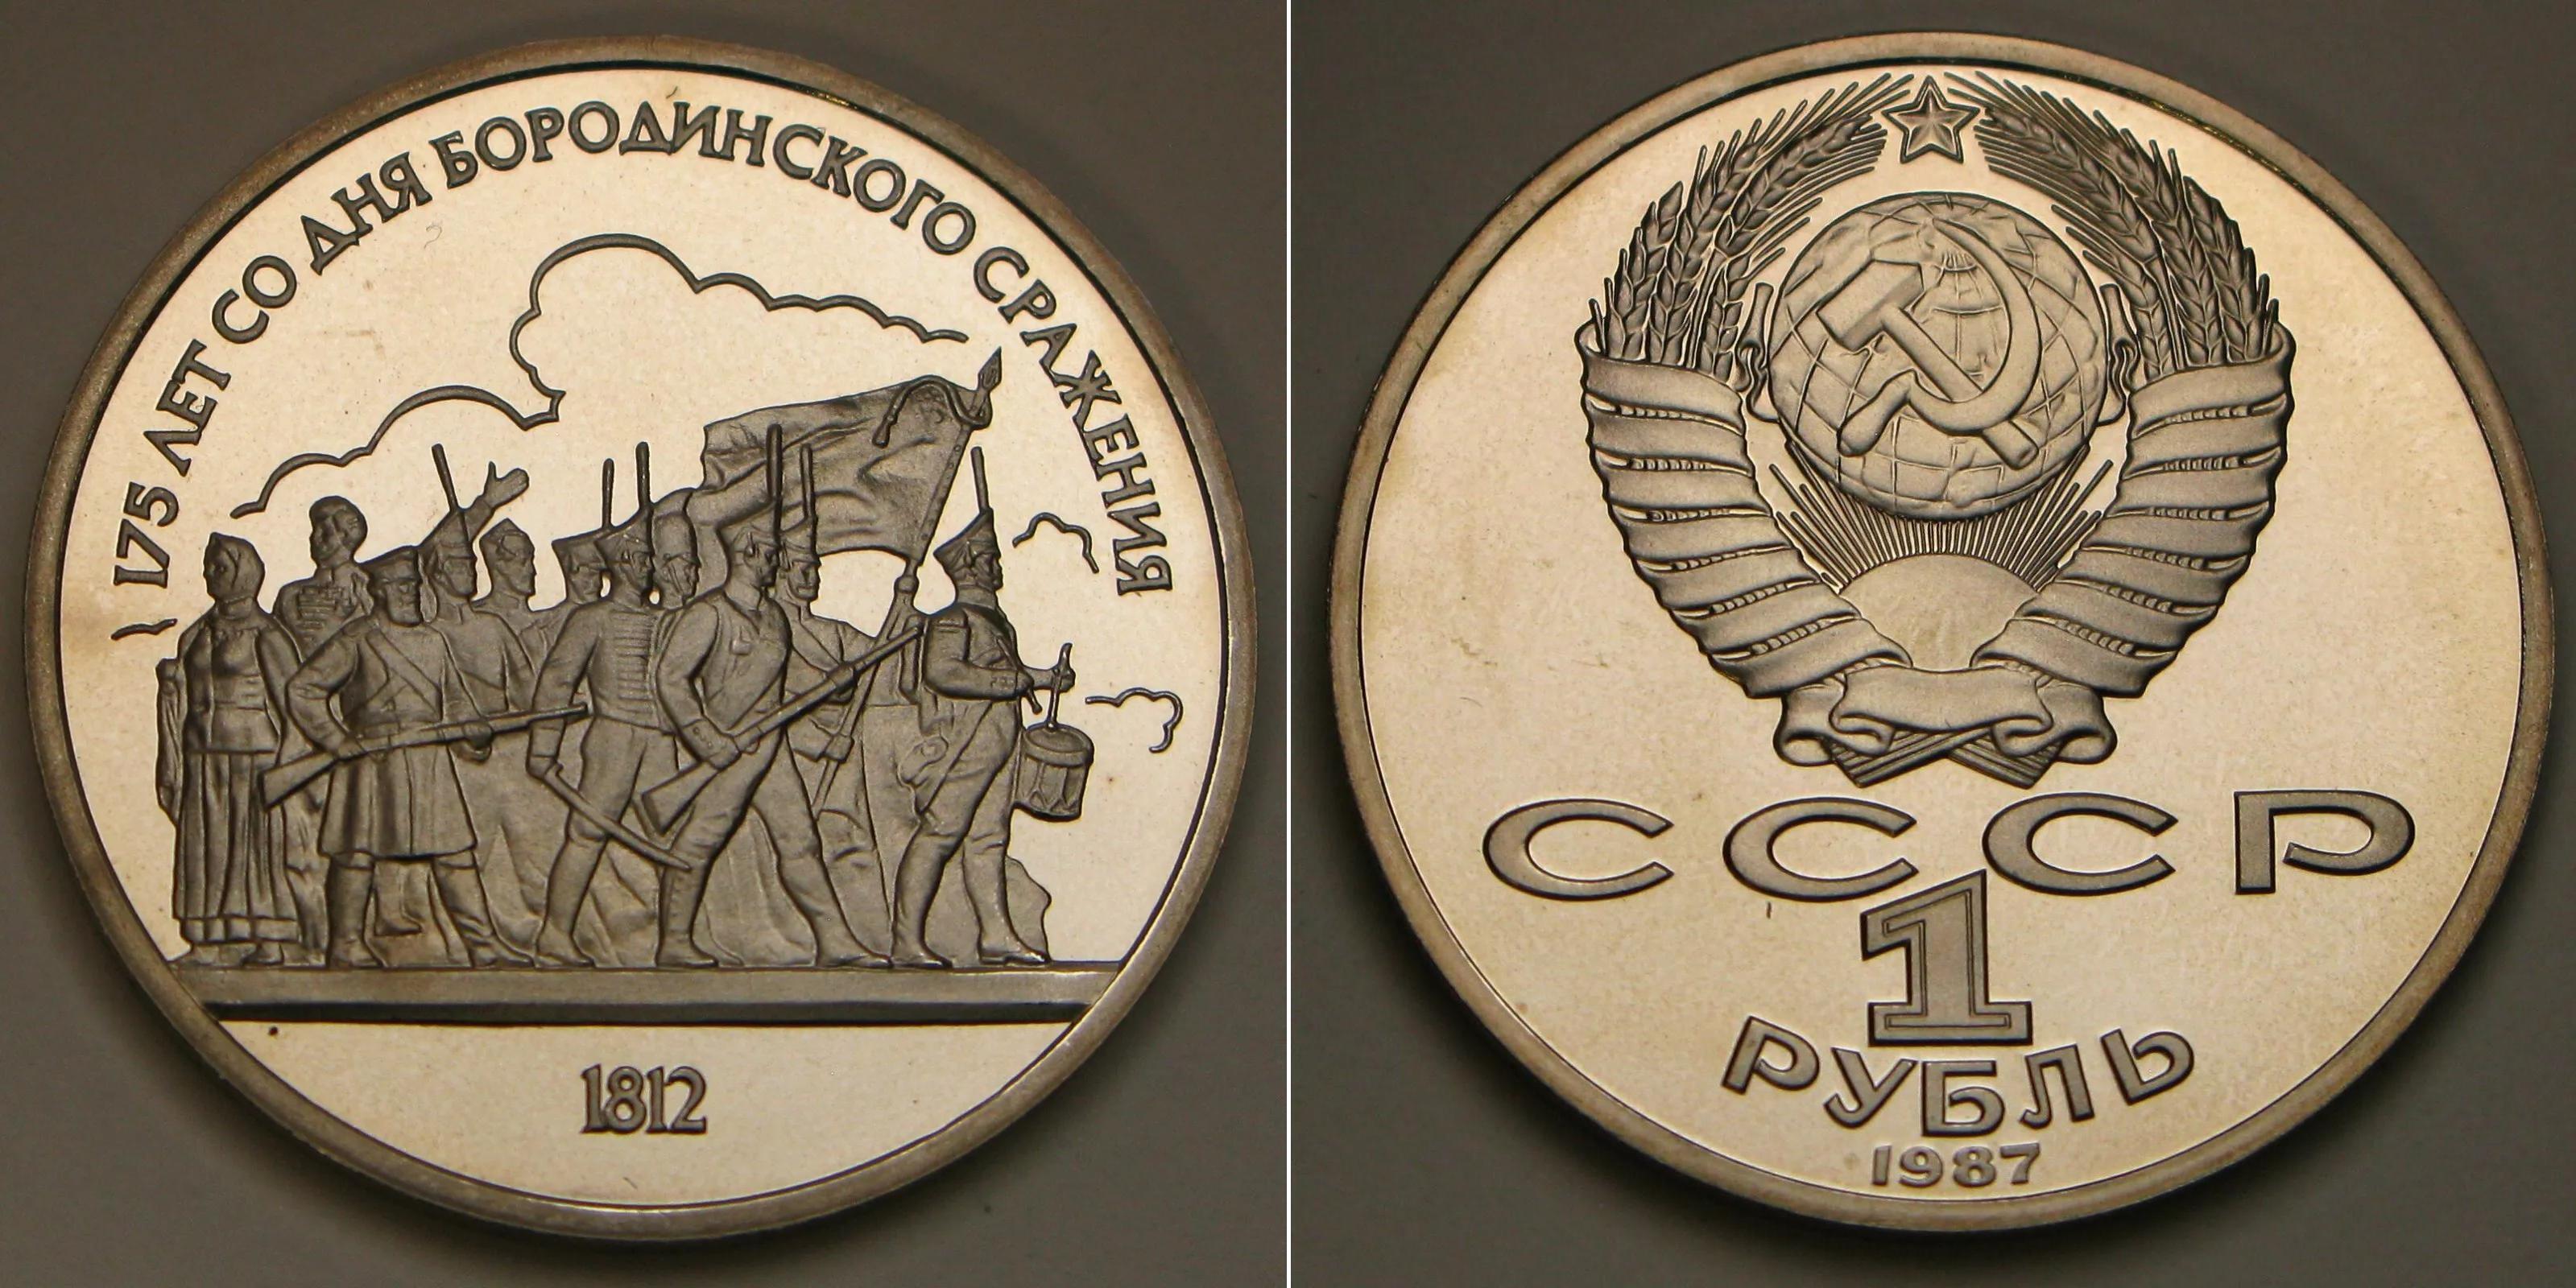 175 ЛЕТ СО ДНЯ БОРОДИНСКОГО СРАЖЕНИЯ
1812
СССР
1
РУБЛЬ
1987